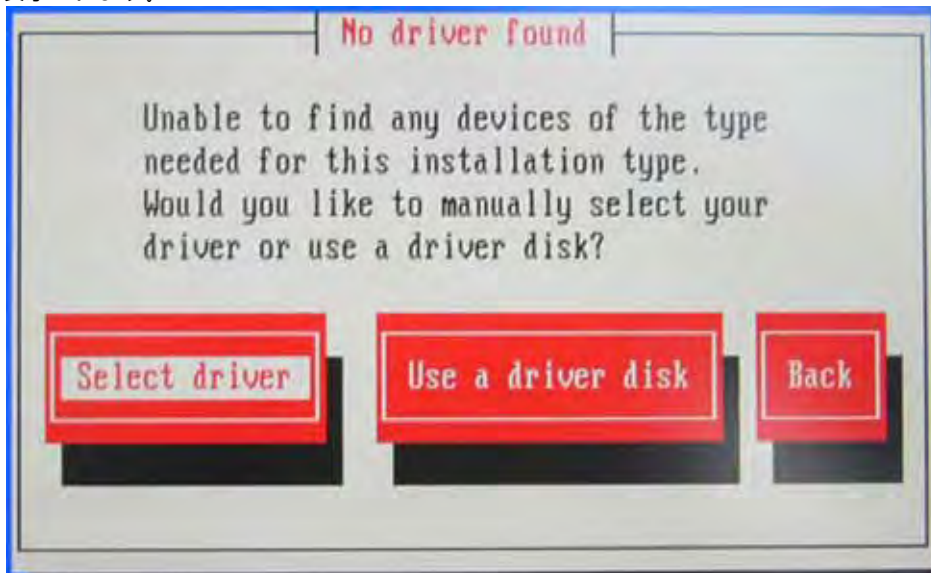 No driver found
Unable to find any devices of the type
needed for this installation type.
Would you like to manually select your
driver or use a driver disk?
Select driver
Use a driver disk
Back